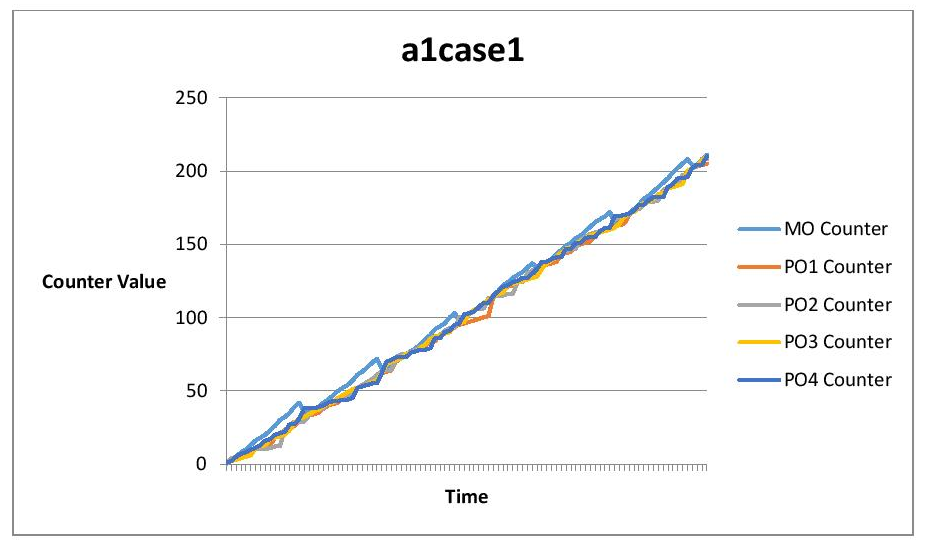 a1case1
250
200
150
100
50
0
Counter Value
Time
MO Counter
PO1 Counter
PO2 Counter
PO3 Counter
PO4 Counter